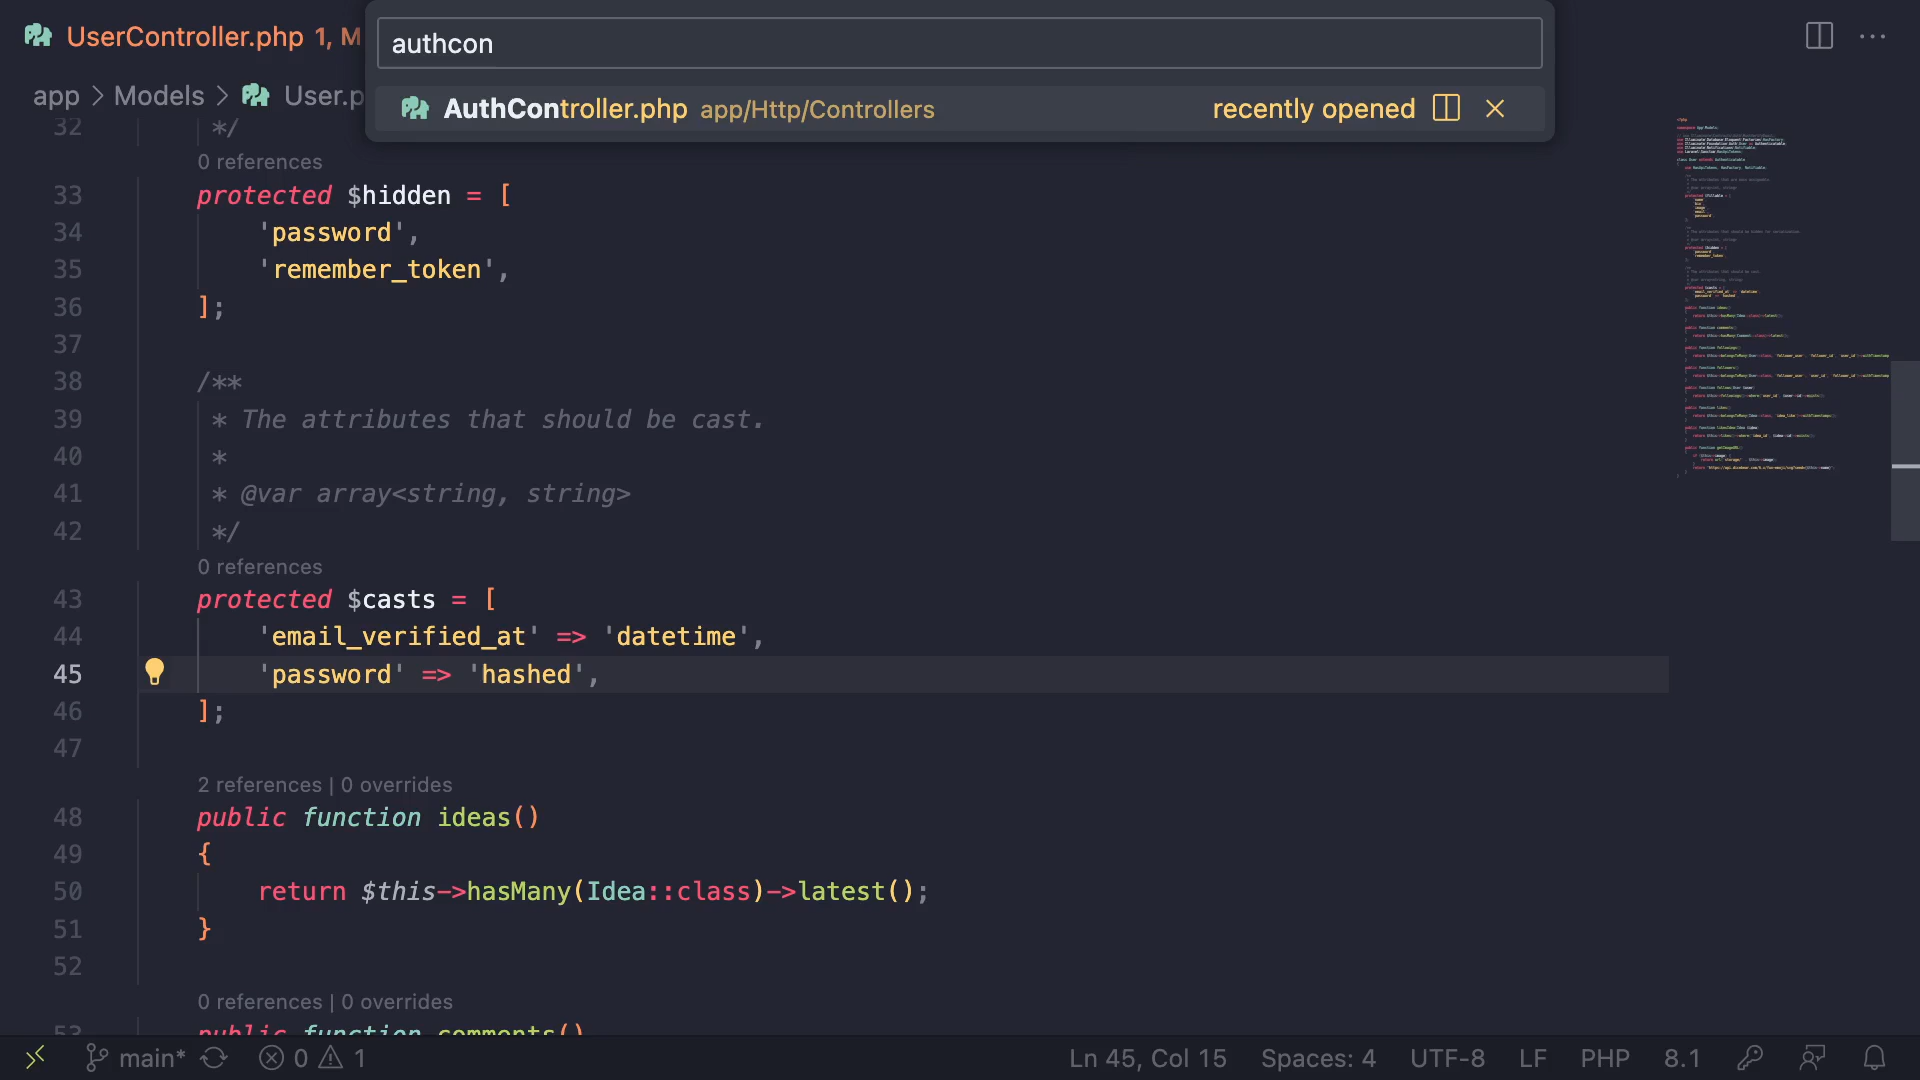 UserController.php 1, M
authcon
AuthController.php app/Http/Controllers recently opened
app > Models > User.p
32 */
0 references
33 protected $hidden = [
34 'password',
35 'remember_token',
36 ];
37
38 /**
39 * The attributes that should be cast.
40 *
41 * @var array<string, string>
42 */
0 references
43 protected $casts = [
44 'email_verified_at' => 'datetime',
45 'password' => 'hashed',
46 ];
47
2 references | 0 overrides
48 public function ideas()
49 {
50 return $this->hasMany(Idea::class)->latest();
51 }
52
0 references | 0 overrides
53 public function comments()
main* 0 1 Ln 45, Col 15 Spaces: 4 UTF-8 LF PHP 8.1